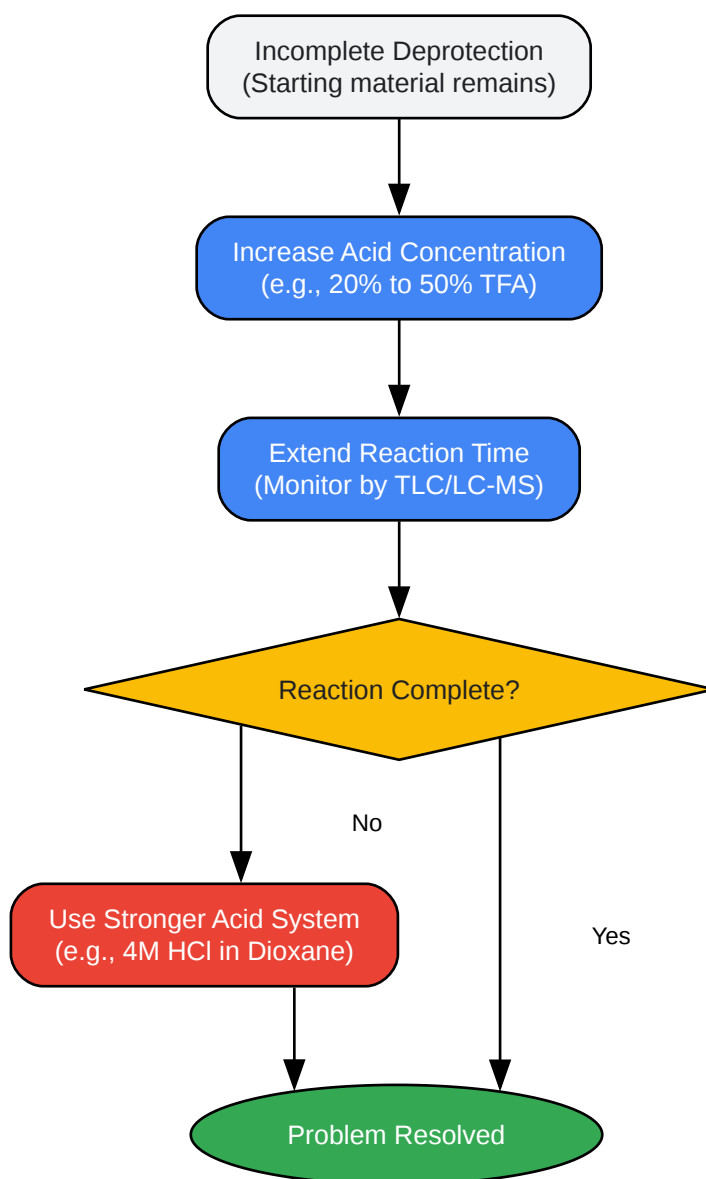 Incomplete Deprotection
(Starting material remains)
Increase Acid Concentration
(e.g., 20% to 50% TFA)
Extend Reaction Time
(Monitor by TLC/LC-MS)
Reaction Complete?
No
Use Stronger Acid System
(e.g., 4M HCl in Dioxane)
Yes
Problem Resolved